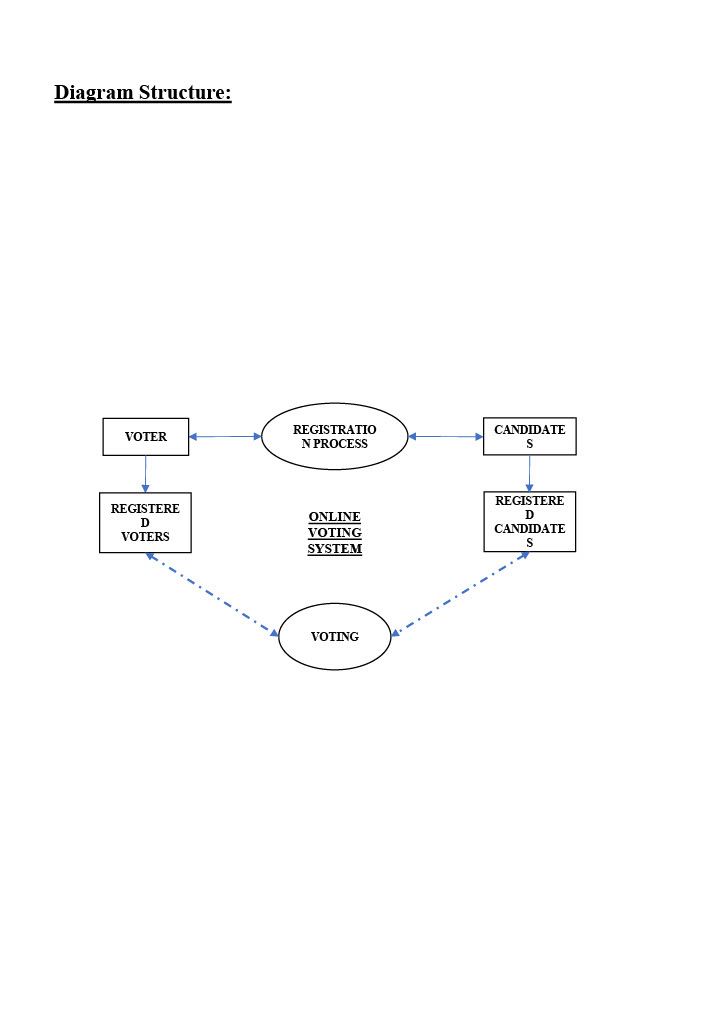 Diagram Structure:
VOTER
REGISTRATIO
N PROCESS
CANDIDATE
S
REGISTERE
D
VOTERS
ONLINE
VOTING
SYSTEM
REGISTERE
D
CANDIDATE
S
VOTING